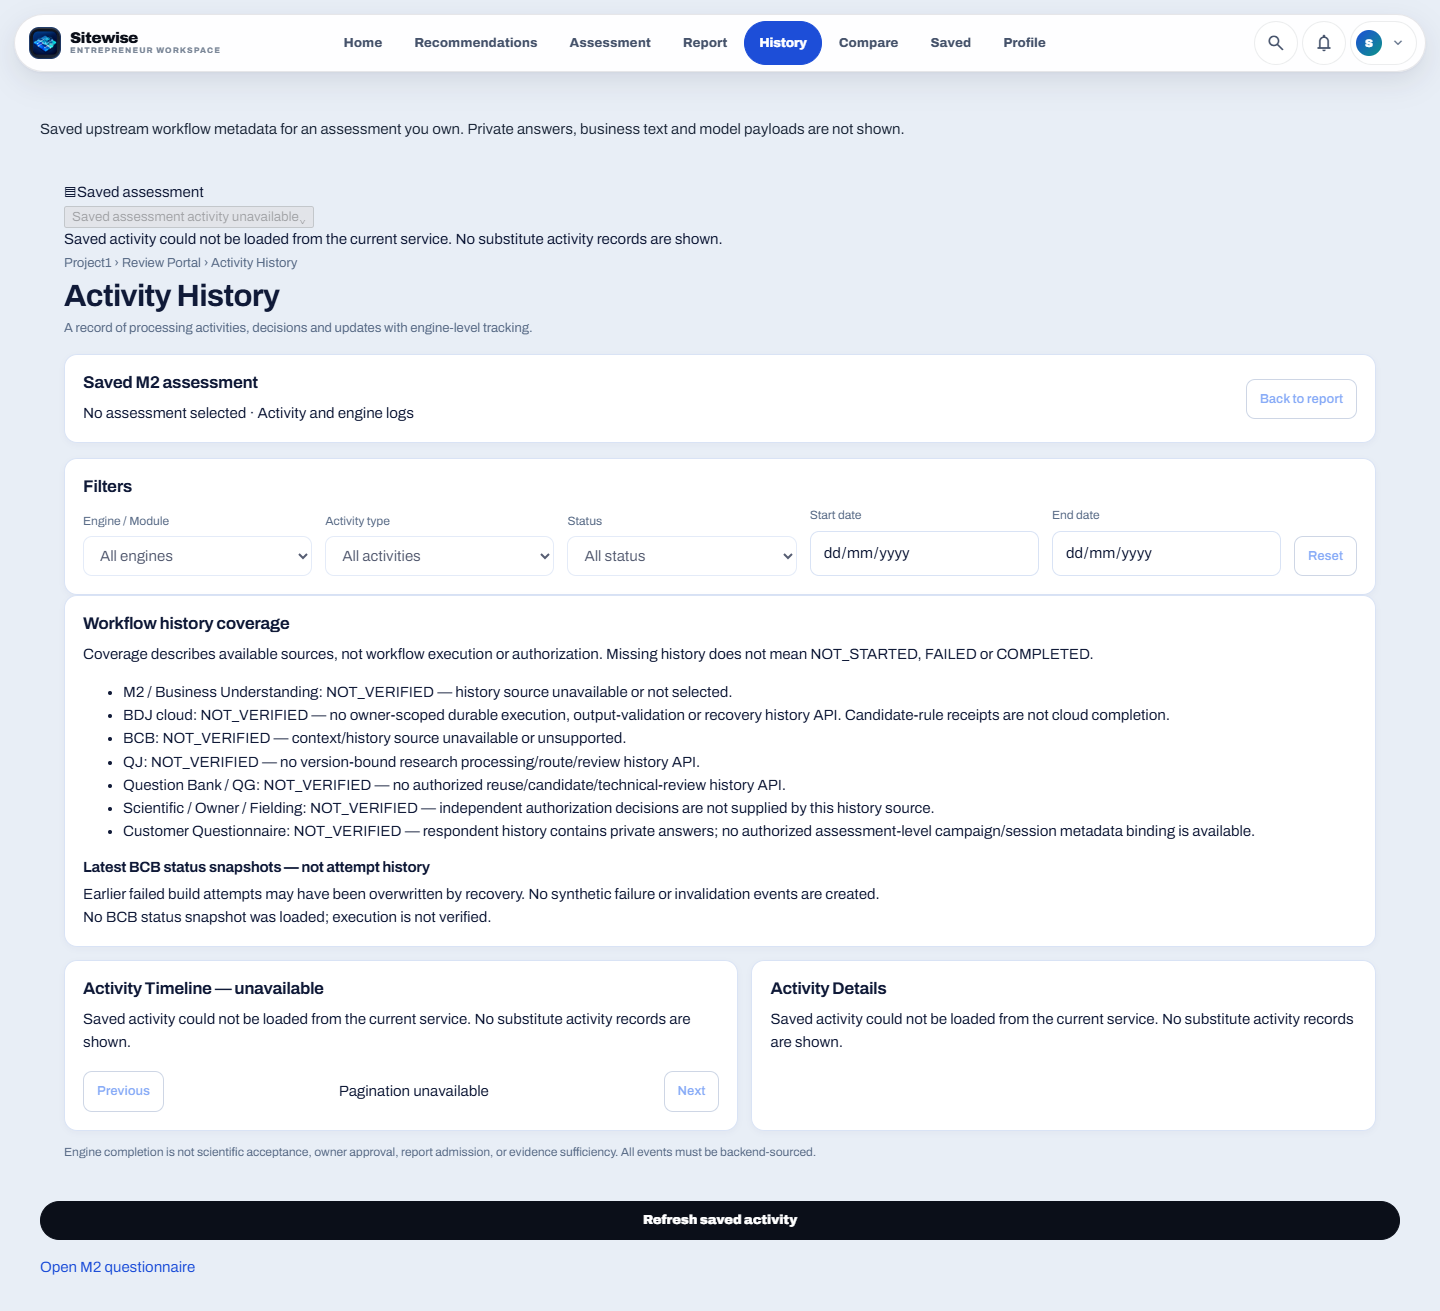 Sitewise
ENTREPRENEUR WORKSPACE
Home
Recommendations
Assessment
Report
History
Compare
Saved
Profile
S
Saved upstream workflow metadata for an assessment you own. Private answers, business text and model payloads are not shown.
Saved assessment
Saved assessment activity unavailable
Saved activity could not be loaded from the current service. No substitute activity records are shown.
Project1 › Review Portal › Activity History
Activity History
A record of processing activities, decisions and updates with engine-level tracking.
Saved M2 assessment
No assessment selected · Activity and engine logs
Back to report
Filters
Engine / Module
Activity type
Status
Start date
End date
All engines
All activities
All status
dd/mm/yyyy
dd/mm/yyyy
Reset
Workflow history coverage
Coverage describes available sources, not workflow execution or authorization. Missing history does not mean NOT_STARTED, FAILED or COMPLETED.
• M2 / Business Understanding: NOT_VERIFIED — history source unavailable or not selected.
• BDJ cloud: NOT_VERIFIED — no owner-scoped durable execution, output-validation or recovery history API. Candidate-rule receipts are not cloud completion.
• BCB: NOT_VERIFIED — context/history source unavailable or unsupported.
• QJ: NOT_VERIFIED — no version-bound research processing/route/review history API.
• Question Bank / QG: NOT_VERIFIED — no authorized reuse/candidate/technical-review history API.
• Scientific / Owner / Fielding: NOT_VERIFIED — independent authorization decisions are not supplied by this history source.
• Customer Questionnaire: NOT_VERIFIED — respondent history contains private answers; no authorized assessment-level campaign/session metadata binding is available.
Latest BCB status snapshots — not attempt history
Earlier failed build attempts may have been overwritten by recovery. No synthetic failure or invalidation events are created.
No BCB status snapshot was loaded; execution is not verified.
Activity Timeline — unavailable
Saved activity could not be loaded from the current service. No substitute activity records are
shown.
Previous
Pagination unavailable
Next
Activity Details
Saved activity could not be loaded from the current service. No substitute activity records
are shown.
Engine completion is not scientific acceptance, owner approval, report admission, or evidence sufficiency. All events must be backend-sourced.
Refresh saved activity
Open M2 questionnaire